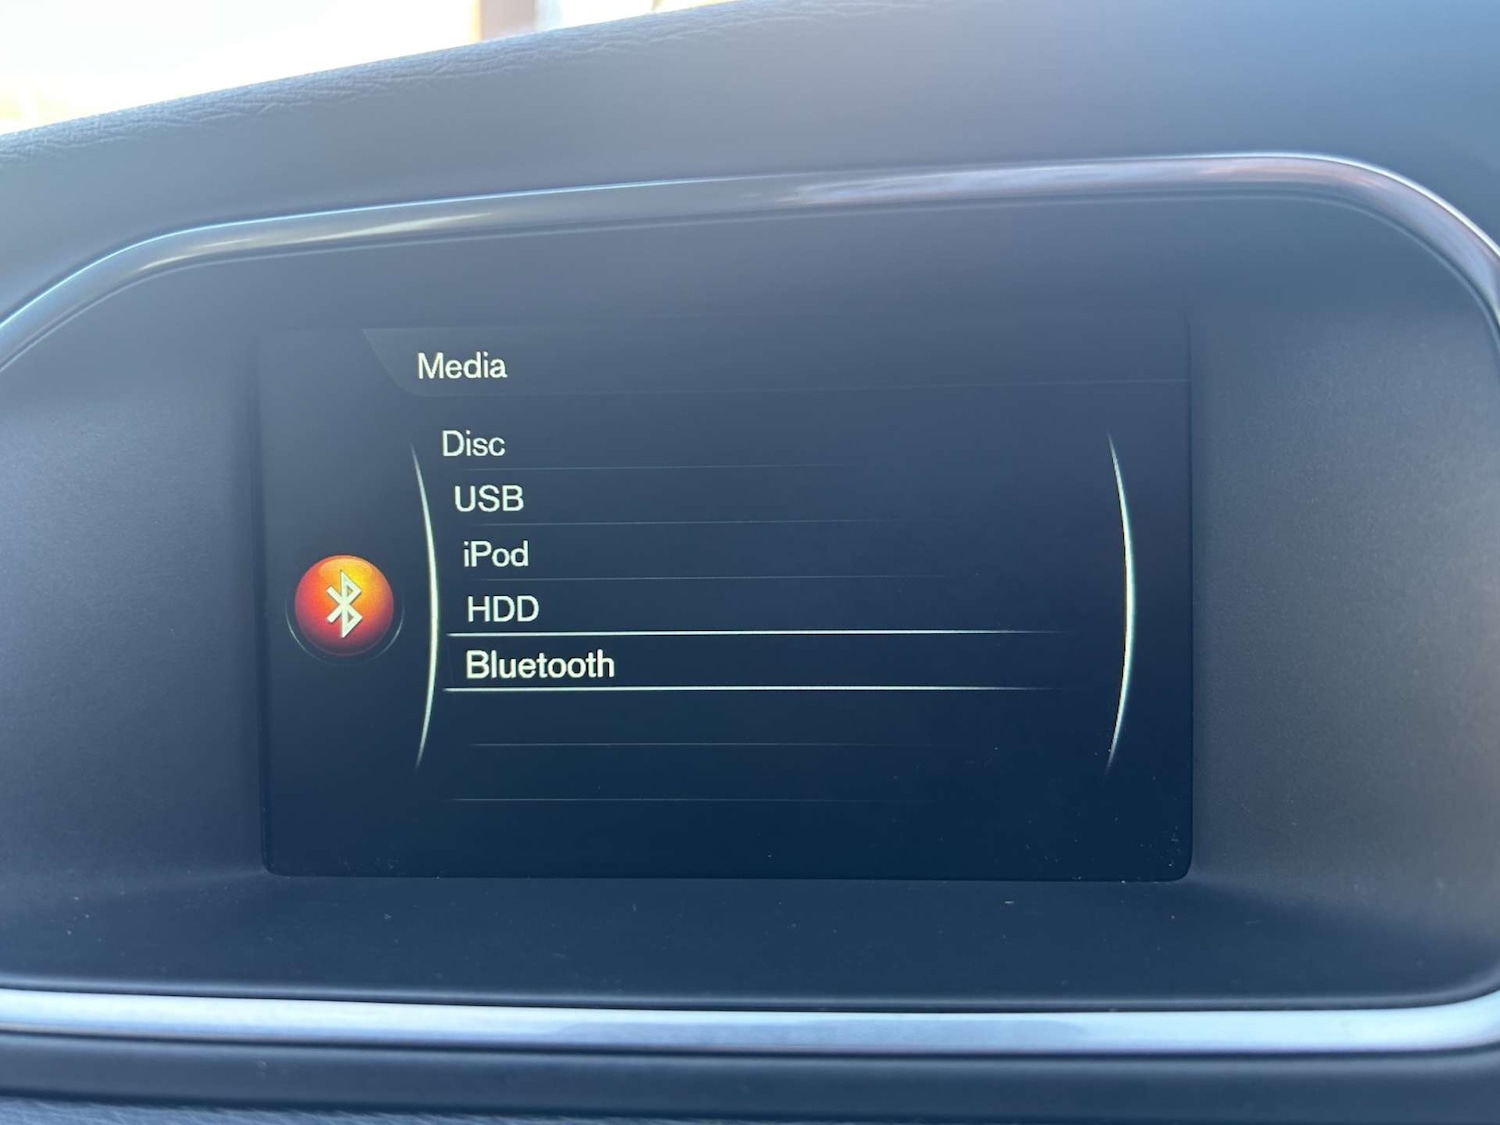 Media
Disc
USB
iPod
HDD
Bluetooth